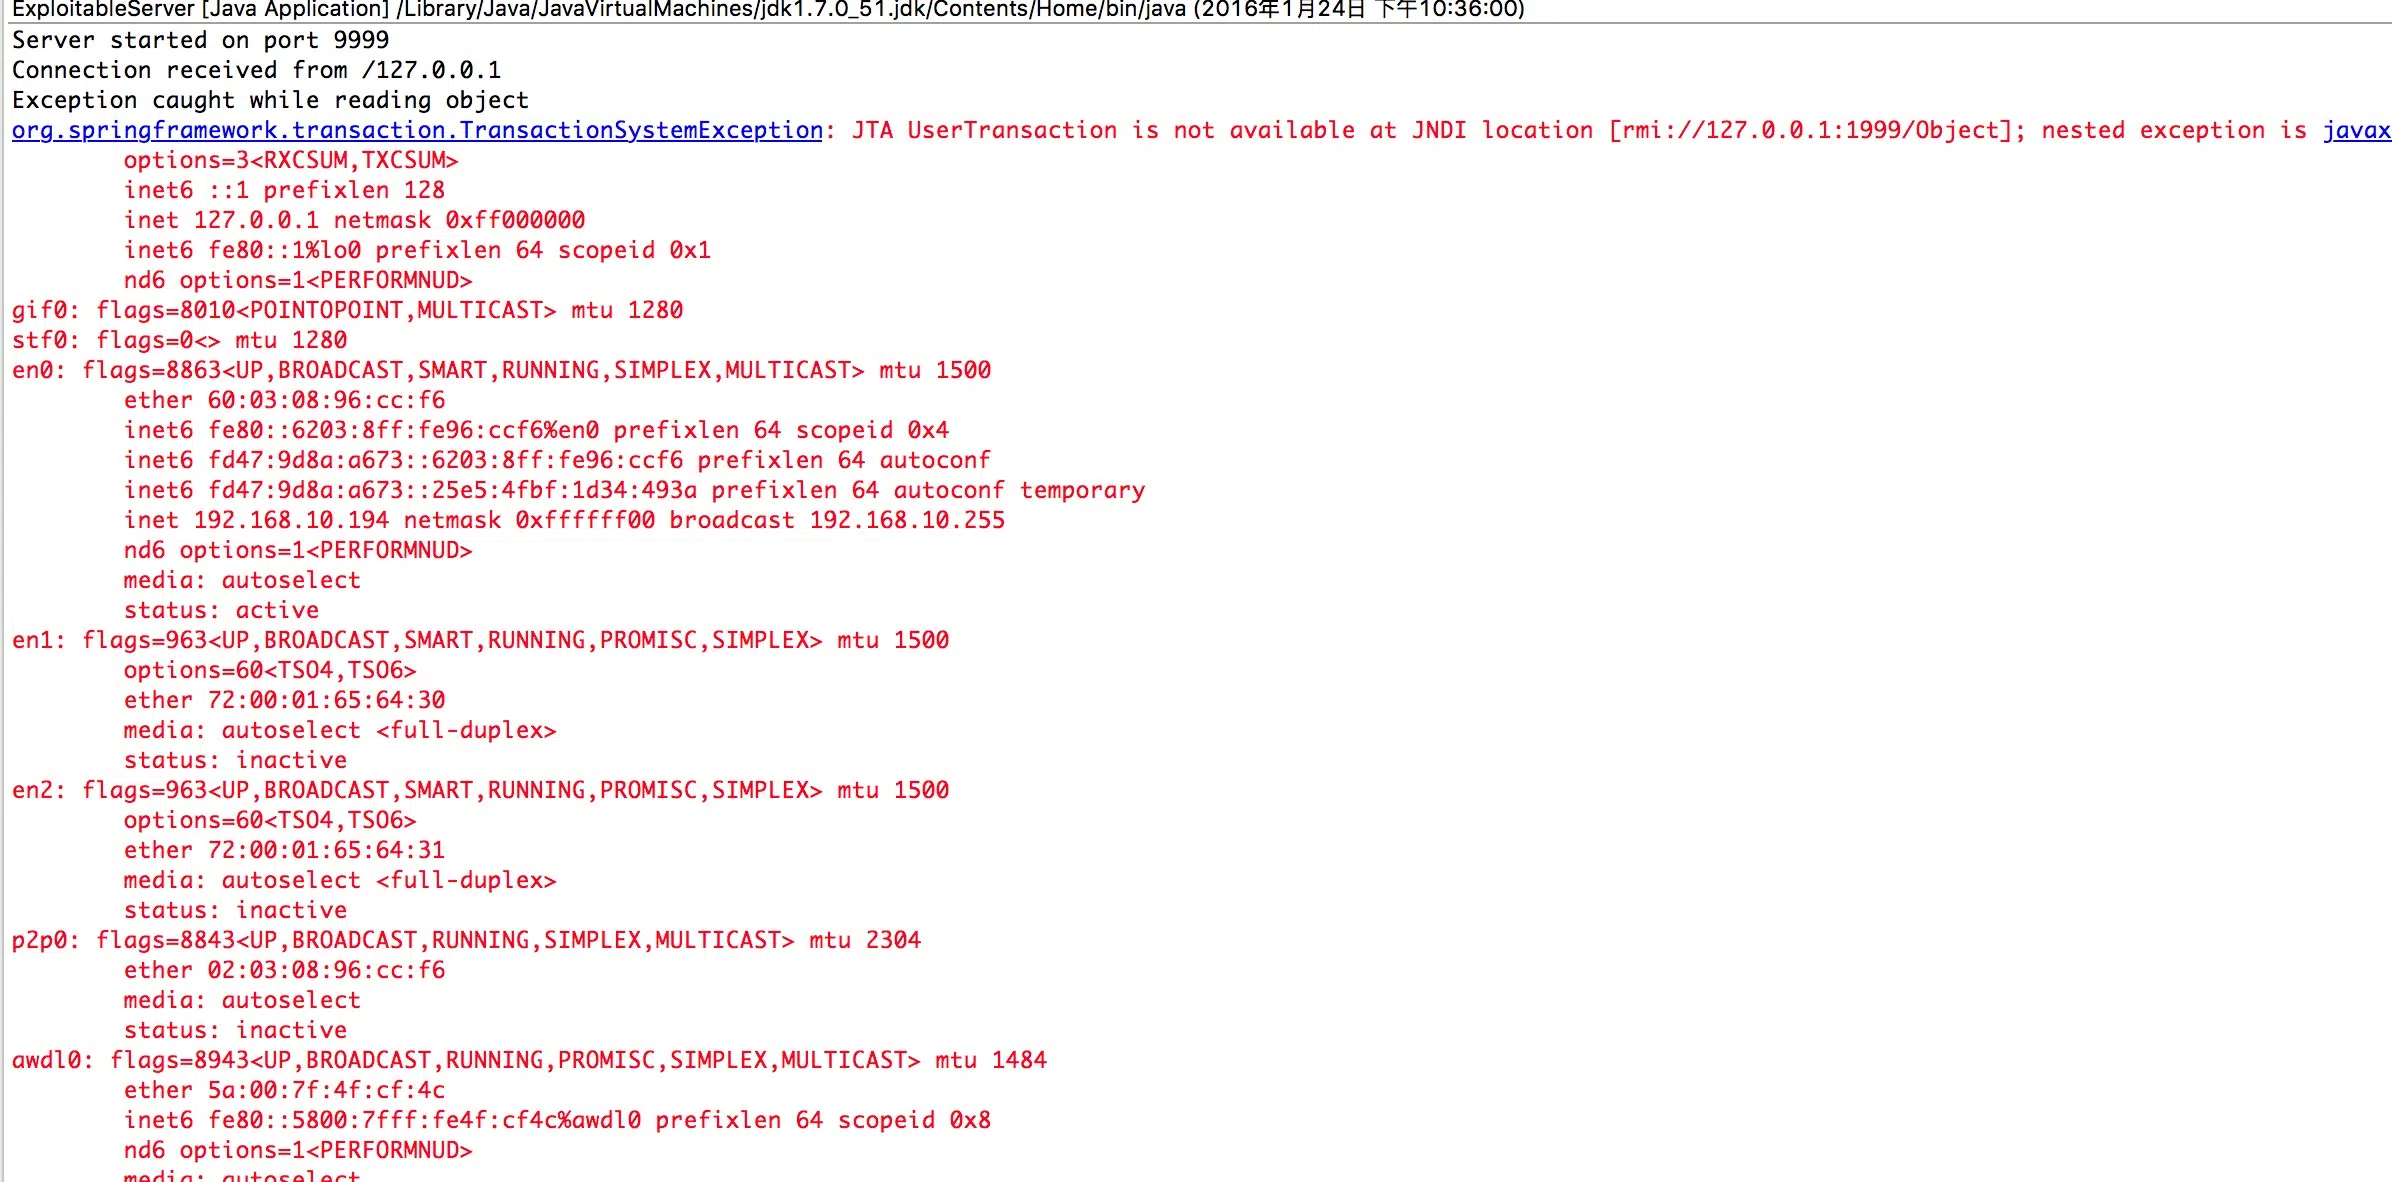 ExploitableServer [Java Application] /Library/Java/JavaVirtualMachines/jdk1.7.0_51.jdk/Contents/Home/bin/java (2016年1月24日 下午10:36:00)
Server started on port 9999
Connection received from /127.0.0.1
Exception caught while reading object
org.springframework.transaction.TransactionSystemException: JTA UserTransaction is not available at JNDI location [rmi://127.0.0.1:1999/Object]; nested exception is javax
options=3<RXCSUM,TXCSUM>
inet6 ::1 prefixlen 128
inet 127.0.0.1 netmask 0xff000000
inet6 fe80::1%lo0 prefixlen 64 scopeid 0x1
nd6 options=1<PERFORMNUD>
gif0: flags=8010<POINTOPOINT,MULTICAST> mtu 1280
stf0: flags=0<> mtu 1280
en0: flags=8863<UP,BROADCAST,SMART,RUNNING,SIMPLEX,MULTICAST> mtu 1500
ether 60:03:08:96:cc:f6
inet6 fe80::6203:8ff:fe96:ccf6%en0 prefixlen 64 scopeid 0x4
inet6 fd47:9d8a:a673::6203:8ff:fe96:ccf6 prefixlen 64 autoconf
inet6 fd47:9d8a:a673::25e5:4fbf:1d34:493a prefixlen 64 autoconf temporary
inet 192.168.10.194 netmask 0xffffff00 broadcast 192.168.10.255
nd6 options=1<PERFORMNUD>
media: autoselect
status: active
en1: flags=963<UP,BROADCAST,SMART,RUNNING,PROMISC,SIMPLEX> mtu 1500
options=60<TSO4,TSO6>
ether 72:00:01:65:64:30
media: autoselect <full-duplex>
status: inactive
en2: flags=963<UP,BROADCAST,SMART,RUNNING,PROMISC,SIMPLEX> mtu 1500
options=60<TSO4,TSO6>
ether 72:00:01:65:64:31
media: autoselect <full-duplex>
status: inactive
p2p0: flags=8843<UP,BROADCAST,RUNNING,SIMPLEX,MULTICAST> mtu 2304
ether 02:03:08:96:cc:f6
media: autoselect
status: inactive
awdl0: flags=8943<UP,BROADCAST,RUNNING,PROMISC,SIMPLEX,MULTICAST> mtu 1484
ether 5a:00:7f:4f:cf:4c
inet6 fe80::5800:7fff:fe4f:cf4c%awdl0 prefixlen 64 scopeid 0x8
nd6 options=1<PERFORMNUD>
media: autoselect